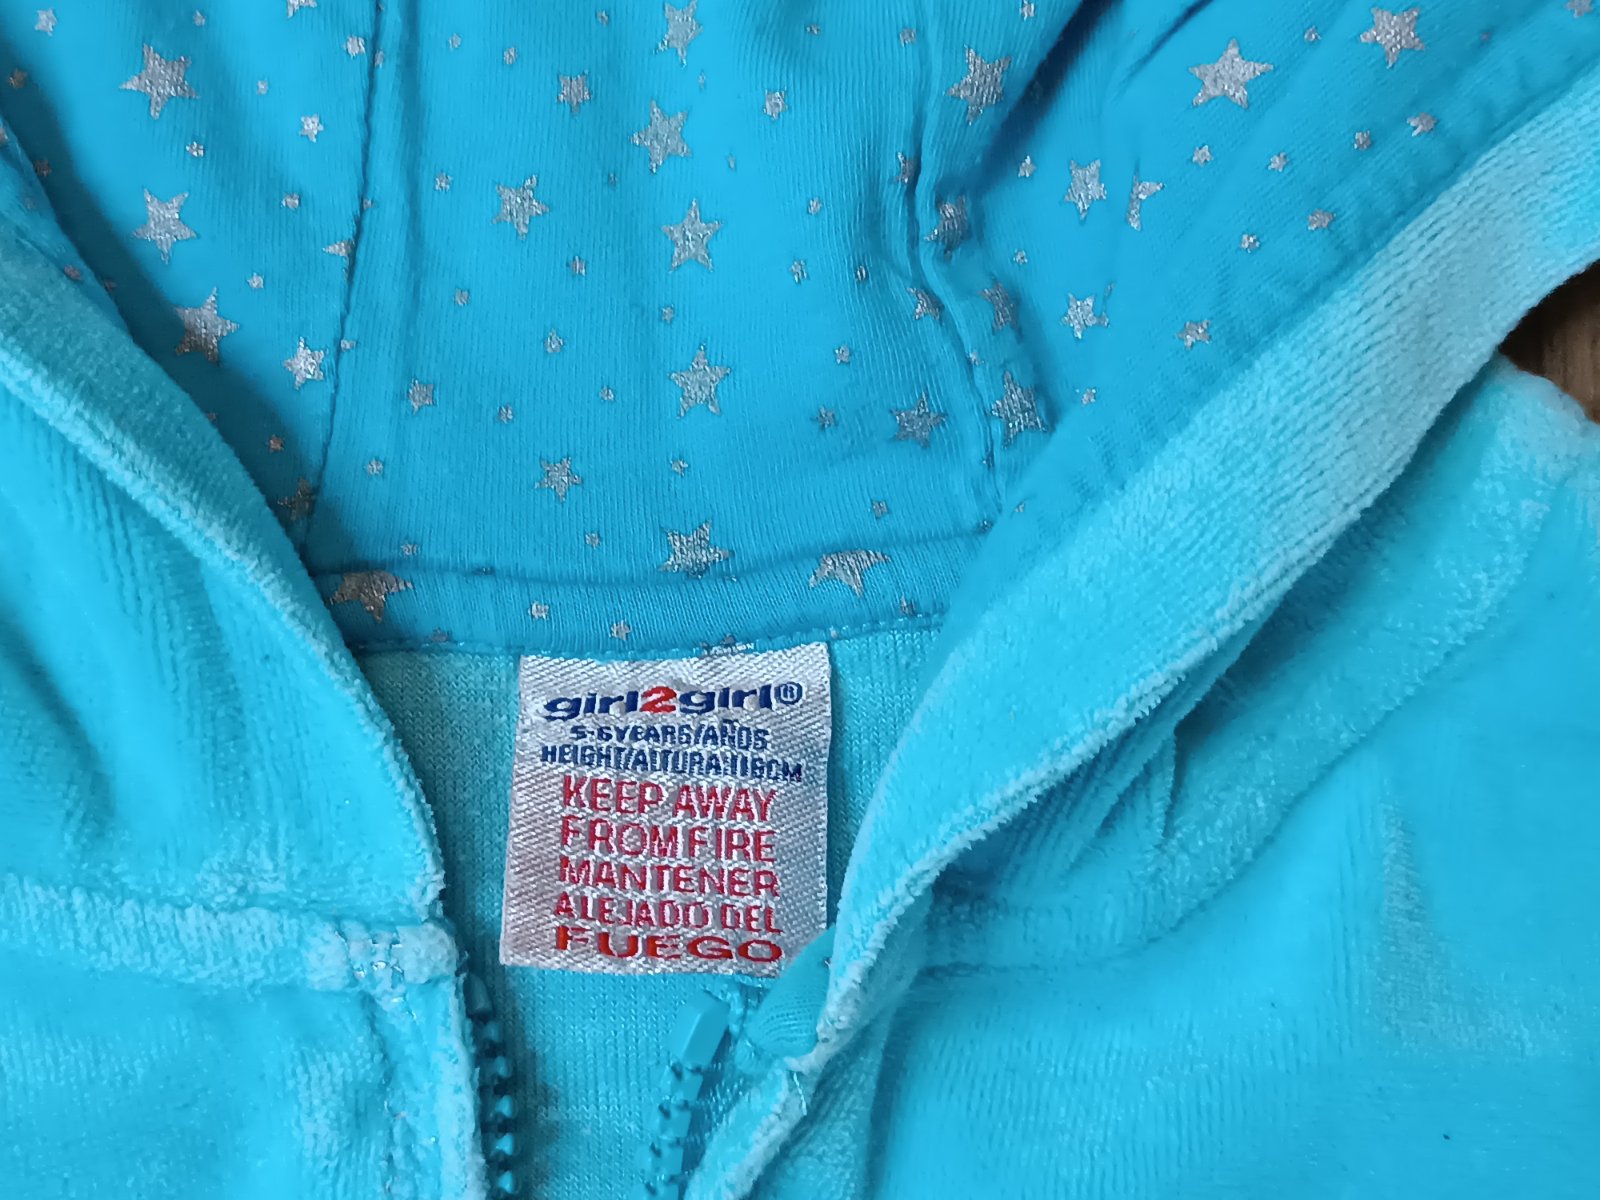 girl2girl®
5-6YEARS/AÑOS
HEIGHT/ALTURA:116CM
KEEP AWAY
FROM FIRE
MANTENER
ALEJADO DEL
FUEGO